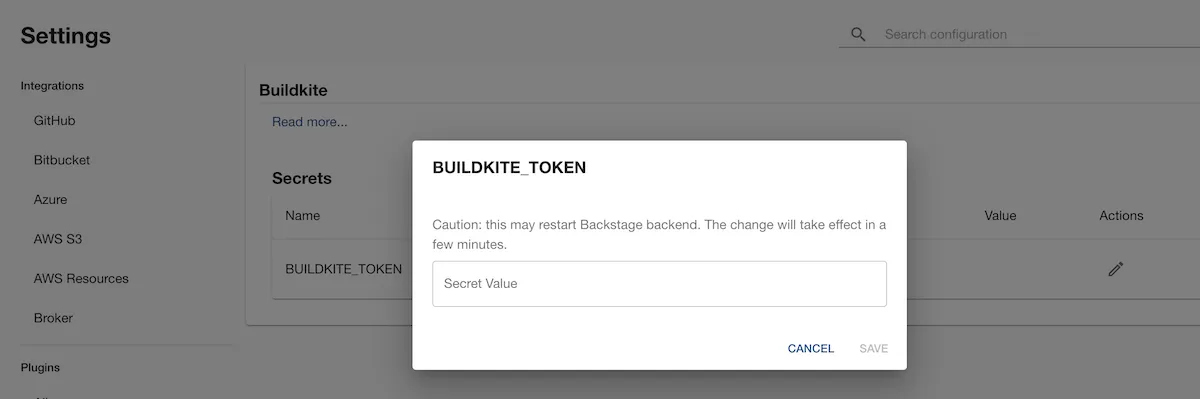 Settings
Search configuration
Integrations
GitHub
Bitbucket
Azure
AWS S3
AWS Resources
Broker
Plugins
Buildkite
Read more...
Secrets
Name
Value
Actions
BUILDKITE_TOKEN
BUILDKITE_TOKEN
Caution: this may restart Backstage backend. The change will take effect in a
few minutes.
Secret Value
CANCEL
SAVE